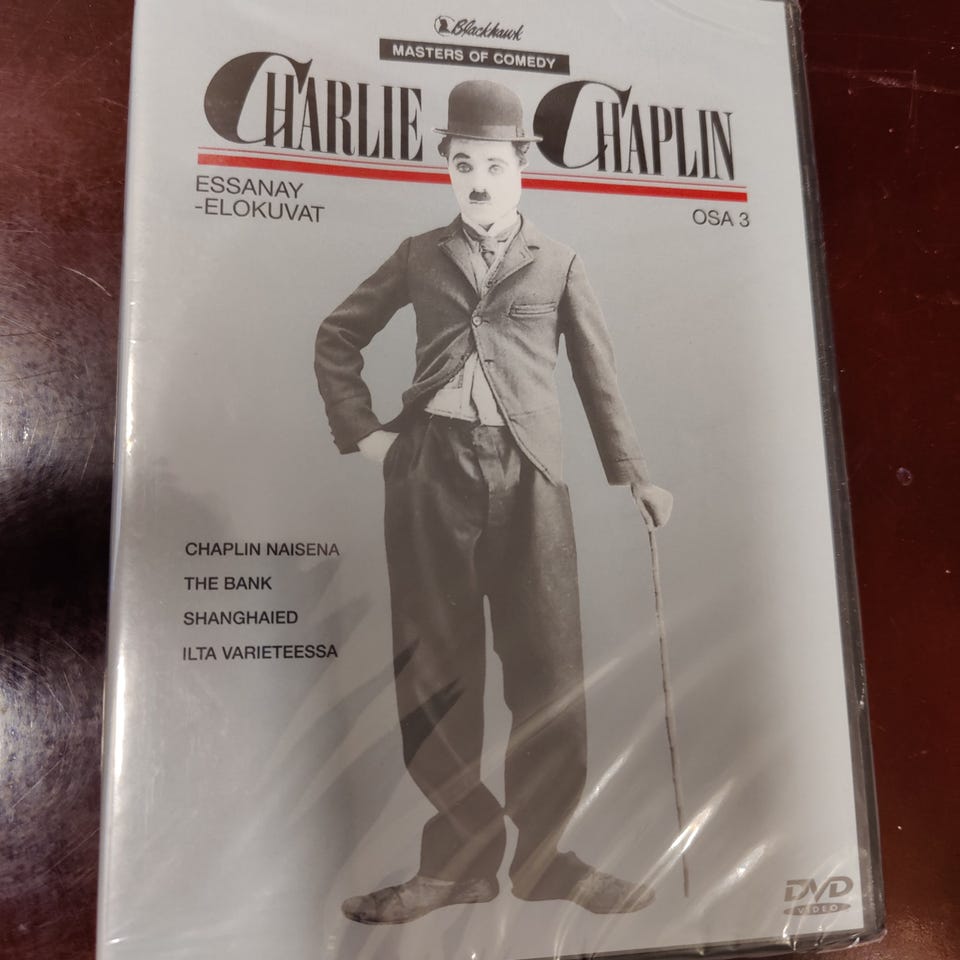 Blackhawk
MASTERS OF COMEDY
CHARLIE CHAPLIN
ESSANAY
-ELOKUVAT
OSA 3
CHAPLIN NAISENA
THE BANK
SHANGHAIED
ILTA VARIETEESSA
DVD
VIDEO